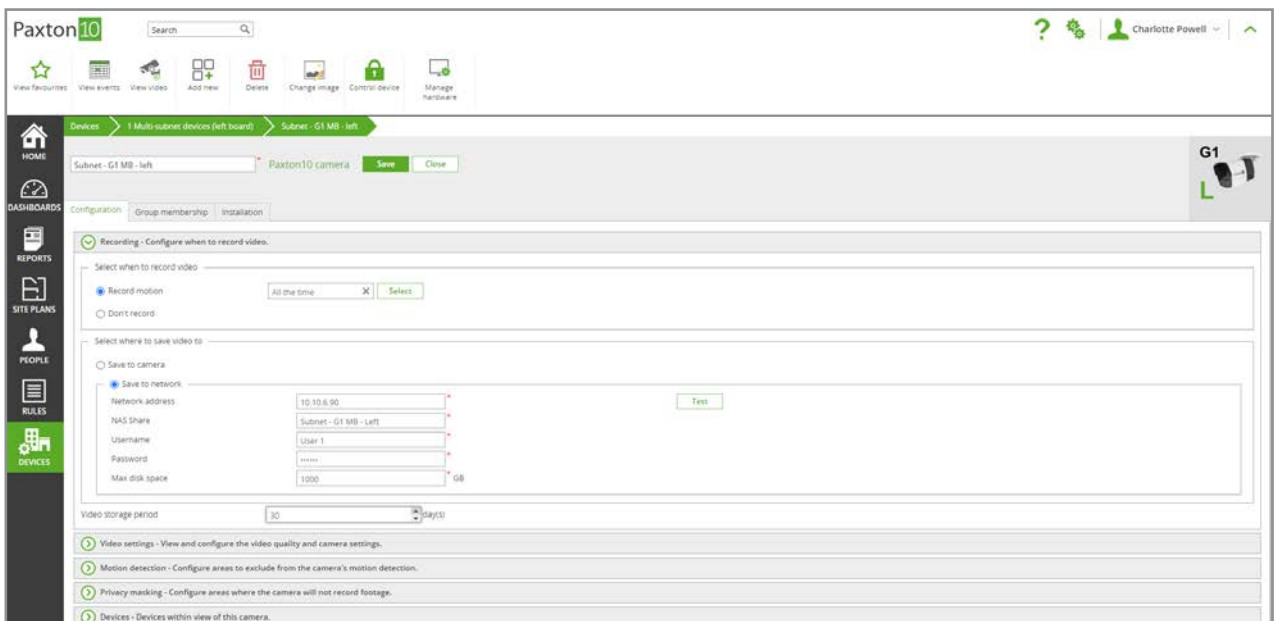 Paxton10 Search ? Charlotte Powell
View favourites View events View video Add new Delete Change image Control device Manage hardware
Devices 1 Multi-subnet devices (left board) Subnet - G1 MB - left
HOME
Subnet - G1 MB - left * Paxton10 camera Save Close
G1
L
DASHBOARDS
Configuration Group membership Installation
REPORTS
Recording - Configure when to record video.
Select when to record video
Record motion All the time X Select
SITE PLANS
Don't record
Select where to save video to
PEOPLE
Save to camera
Save to network
RULES
Network address 10.10.6.90 * Test
NAS Share Subnet - G1 MB - Left *
Username User 1 *
DEVICES
Password •••••• *
Max disk space 1000 * GB
Video storage period 30 day(s)
Video settings - View and configure the video quality and camera settings.
Motion detection - Configure areas to exclude from the camera's motion detection.
Privacy masking - Configure areas where the camera will not record footage.
Devices - Devices within view of this camera.